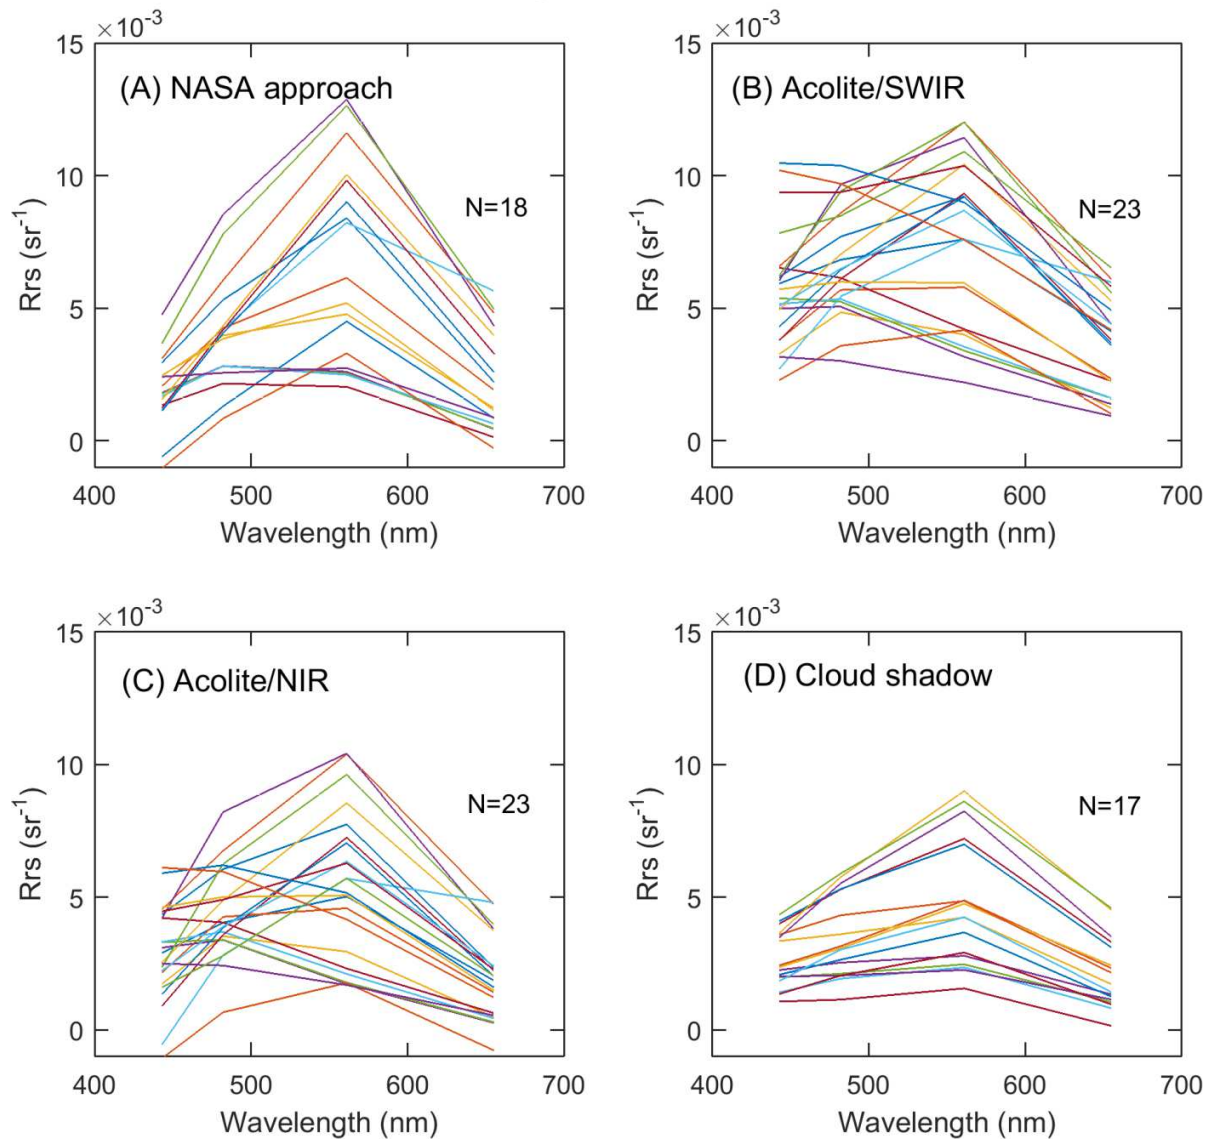 ×10⁻³
15
(A) NASA approach
10
N=18
Rrs (sr⁻¹)
5
0
400 500 600 700
Wavelength (nm)
×10⁻³
15
(B) Acolite/SWIR
10
N=23
Rrs (sr⁻¹)
5
0
400 500 600 700
Wavelength (nm)
×10⁻³
15
(C) Acolite/NIR
10
N=23
Rrs (sr⁻¹)
5
0
400 500 600 700
Wavelength (nm)
×10⁻³
15
(D) Cloud shadow
10
N=17
Rrs (sr⁻¹)
5
0
400 500 600 700
Wavelength (nm)